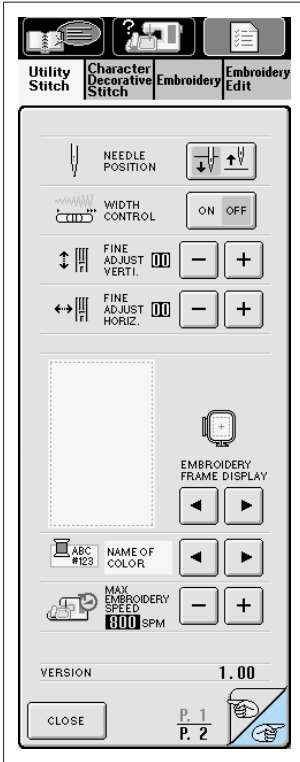 Utility
Stitch
Character
Decorative
Stitch
Embroidery
Embroidery
Edit
NEEDLE
POSITION
WIDTH
CONTROL
ON OFF
FINE
ADJUST 00
VERTI.
− +
FINE
ADJUST 00
HORIZ.
− +
EMBROIDERY
FRAME DISPLAY
ABC
#123
NAME OF
COLOR
MAX
EMBROIDERY
SPEED
800 SPM
− +
VERSION 1.00
CLOSE
P. 1
P. 2